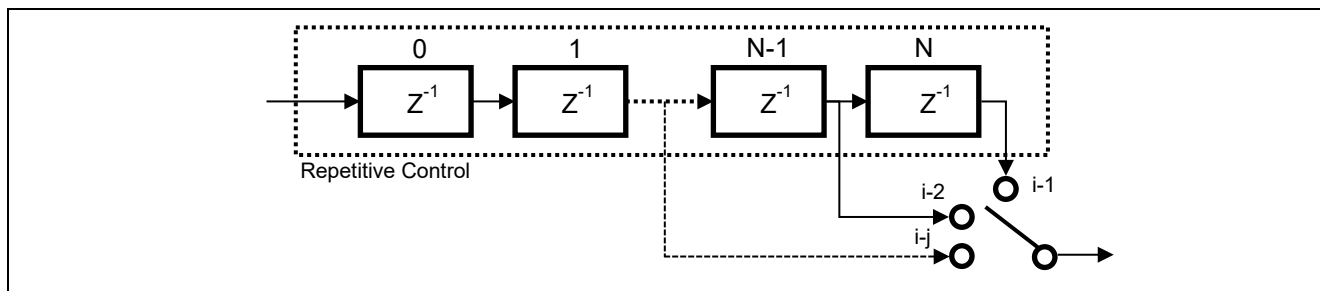 0 1 N-1 N
Z⁻¹ Z⁻¹ Z⁻¹ Z⁻¹
Repetitive Control
i-1
i-2
i-j